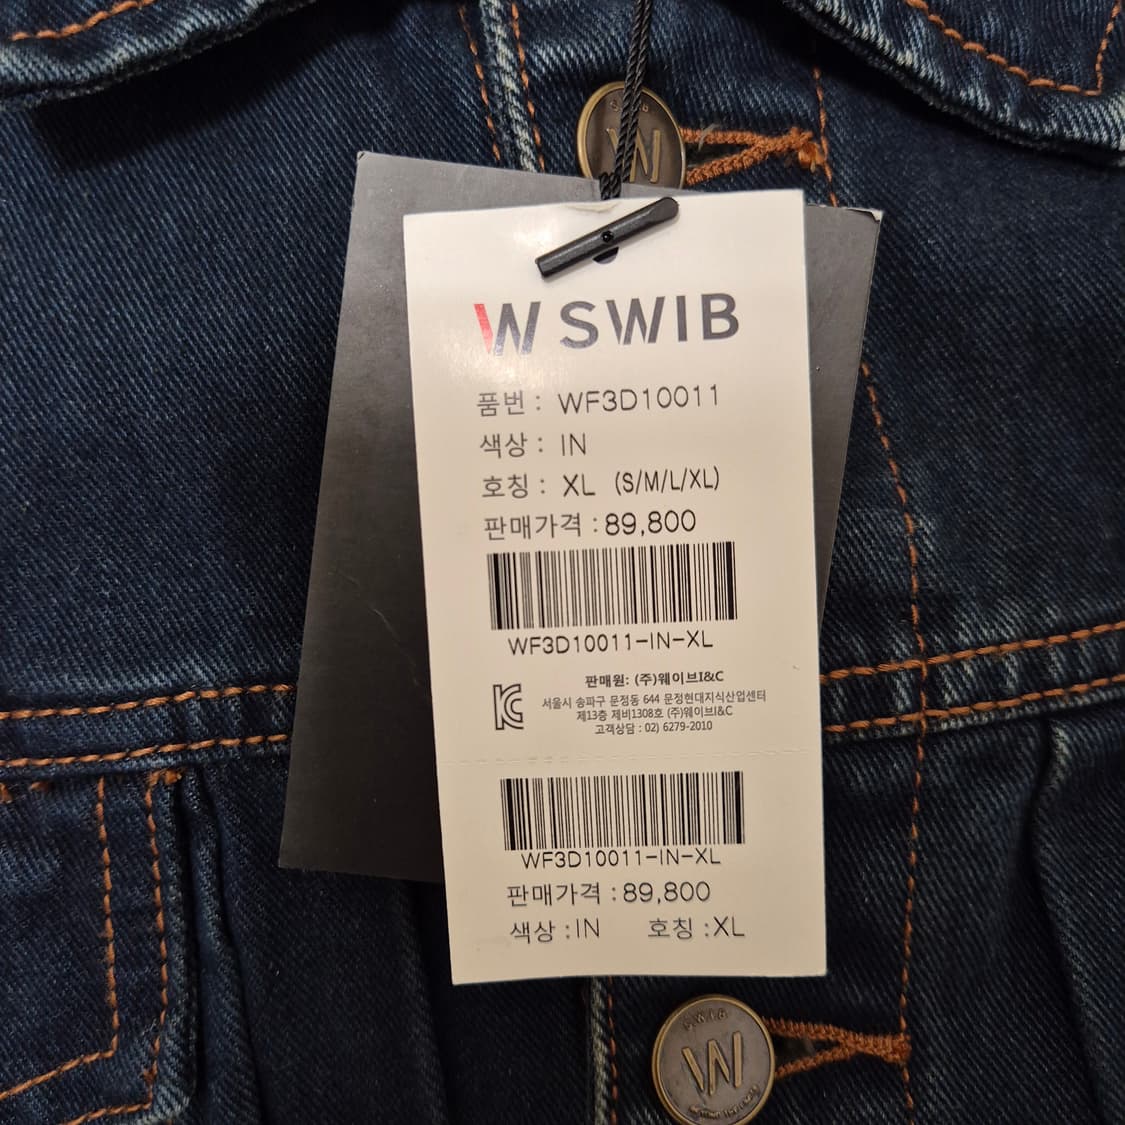 SWIB
W SWIB
품번 : WF3D10011
색상 : IN
호칭 : XL (S/M/L/XL)
판매가격 : 89,800
WF3D10011-IN-XL
판매원: (주)웨이브I&C
서울시 송파구 문정동 644 문정현대지식산업센터
제13층 제비1308호 (주)웨이브I&C
고객상담 : 02) 6279-2010
WF3D10011-IN-XL
판매가격 : 89,800
색상 : IN 호칭 : XL
SWIB
W